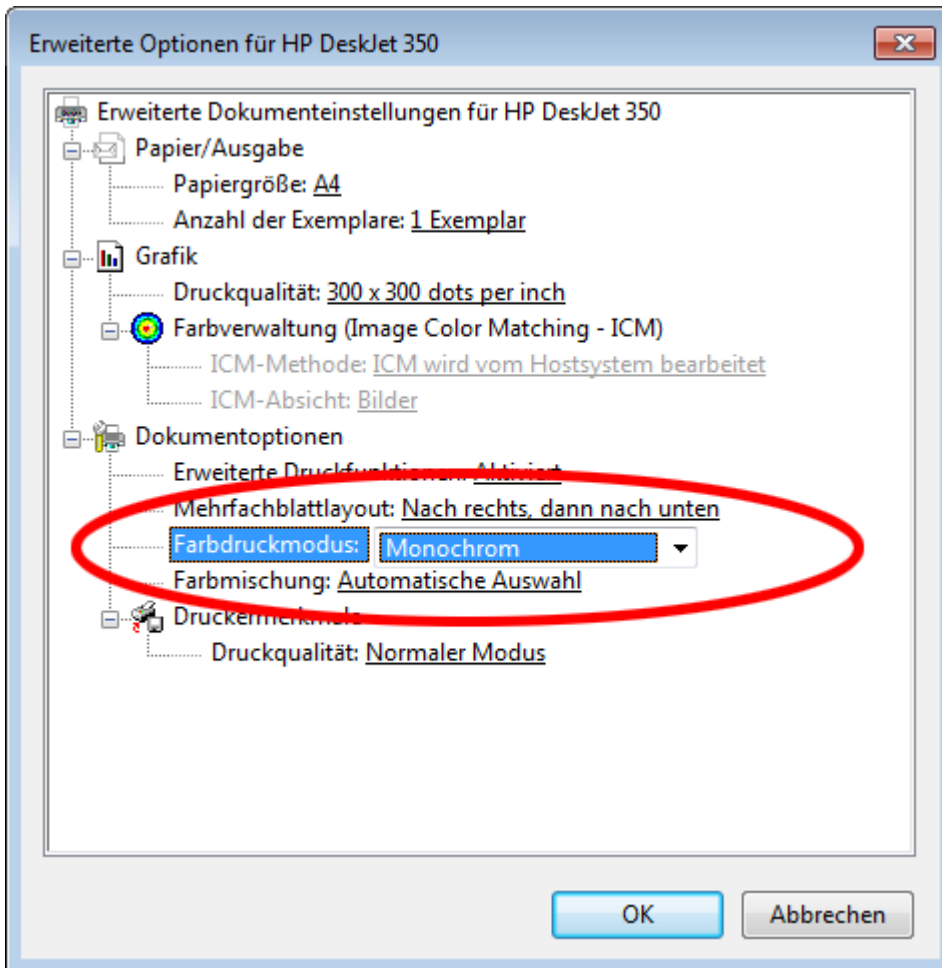 Erweiterte Optionen für HP DeskJet 350
Erweiterte Dokumenteinstellungen für HP DeskJet 350
Papier/Ausgabe
Papiergröße: A4
Anzahl der Exemplare: 1 Exemplar
Grafik
Druckqualität: 300 x 300 dots per inch
Farbverwaltung (Image Color Matching - ICM)
ICM-Methode: ICM wird vom Hostsystem bearbeitet
ICM-Absicht: Bilder
Dokumentoptionen
Erweiterte Druckfunktionen: Aktiviert
Mehrfachblattlayout: Nach rechts, dann nach unten
Farbdruckmodus: Monochrom
Farbmischung: Automatische Auswahl
Druckermerkmale
Druckqualität: Normaler Modus
OK Abbrechen